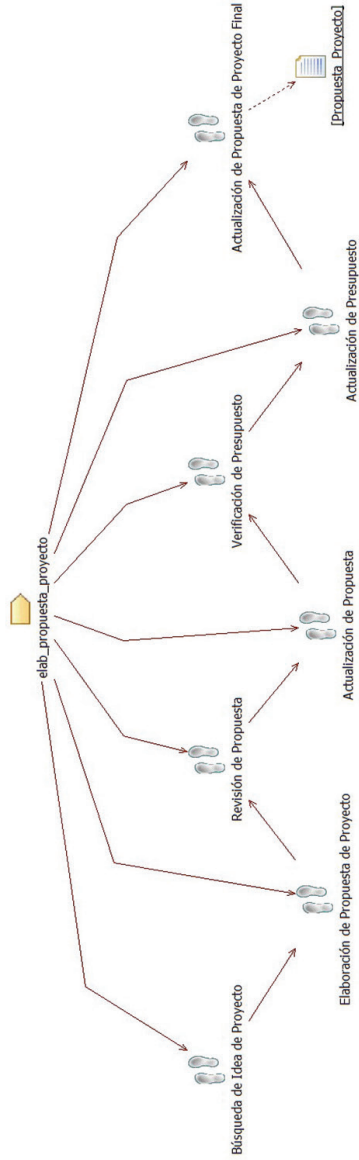 elab_propuesta_proyecto
Búsqueda de Idea de Proyecto
Elaboración de Propuesta de Proyecto
Revisión de Propuesta
Actualización de Propuesta
Verificación de Presupuesto
Actualización de Presupuesto
Actualización de Propuesta de Proyecto Final
[Propuesta_Proyecto]